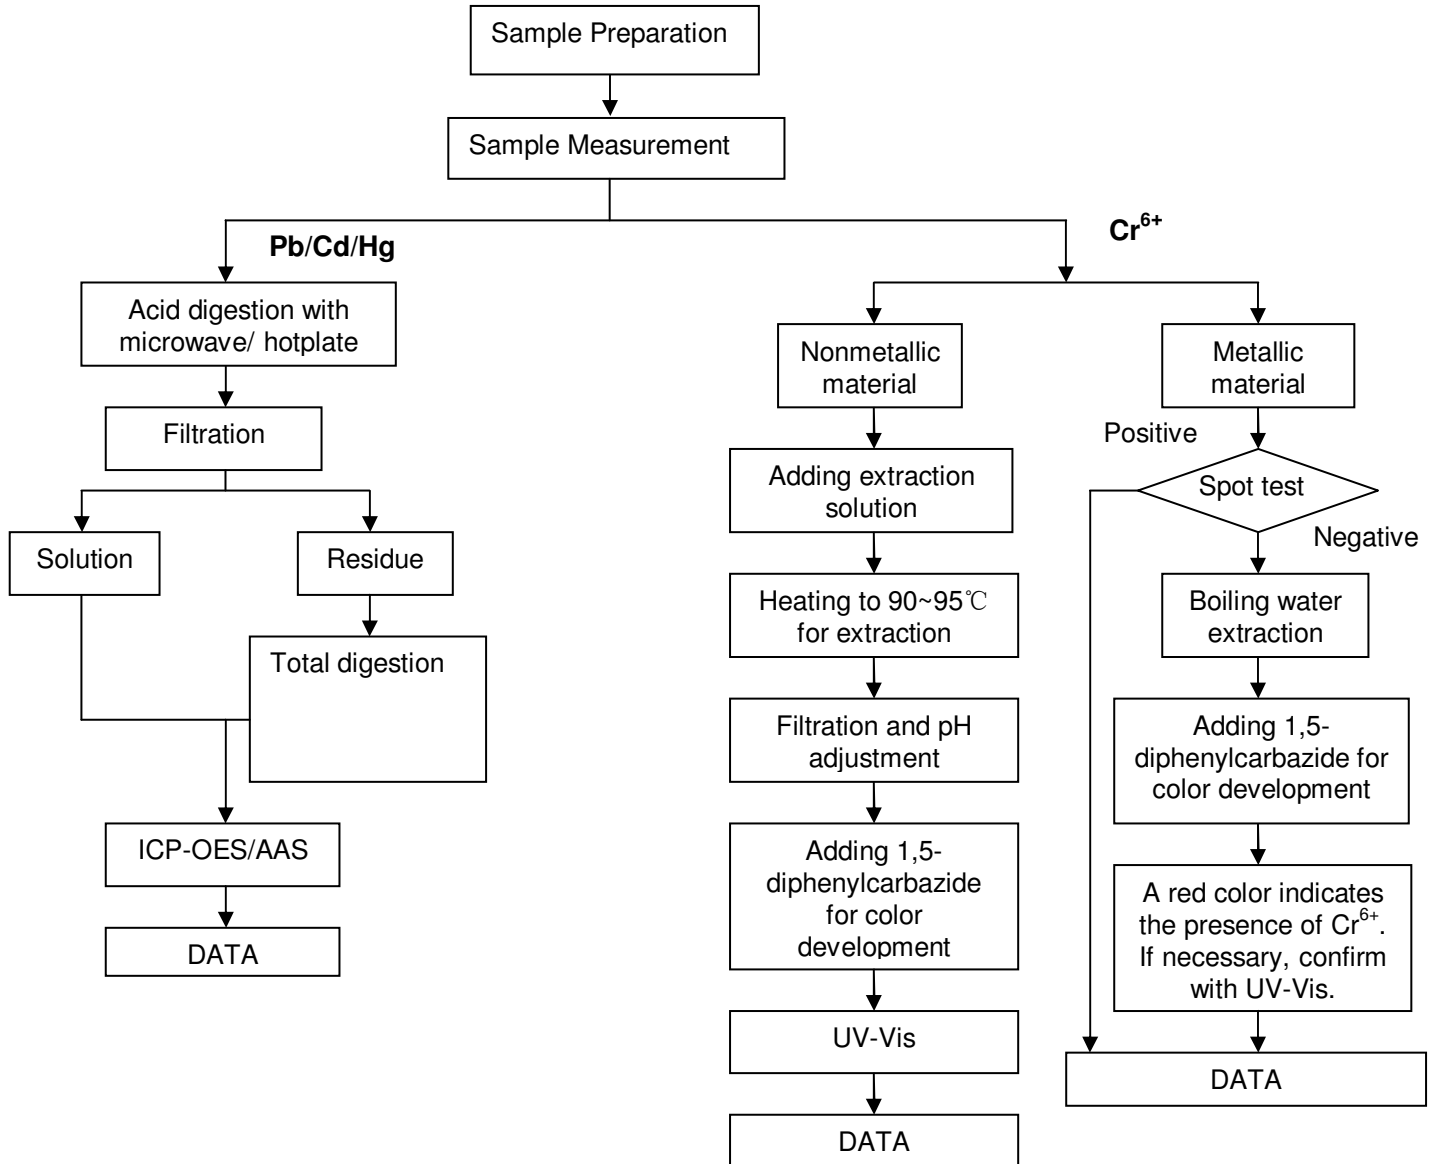 Sample Preparation
Sample Measurement
Pb/Cd/Hg
Acid digestion with
microwave/ hotplate
Filtration
Solution
Residue
Total digestion
ICP-OES/AAS
DATA
Cr⁶⁺
Nonmetallic
material
Adding extraction
solution
Heating to 90~95℃
for extraction
Filtration and pH
adjustment
Adding 1,5-
diphenylcarbazide
for color
development
UV-Vis
DATA
Metallic
material
Positive
Spot test
Negative
Boiling water
extraction
Adding 1,5-
diphenylcarbazide for
color development
A red color indicates
the presence of Cr⁶⁺.
If necessary, confirm
with UV-Vis.
DATA